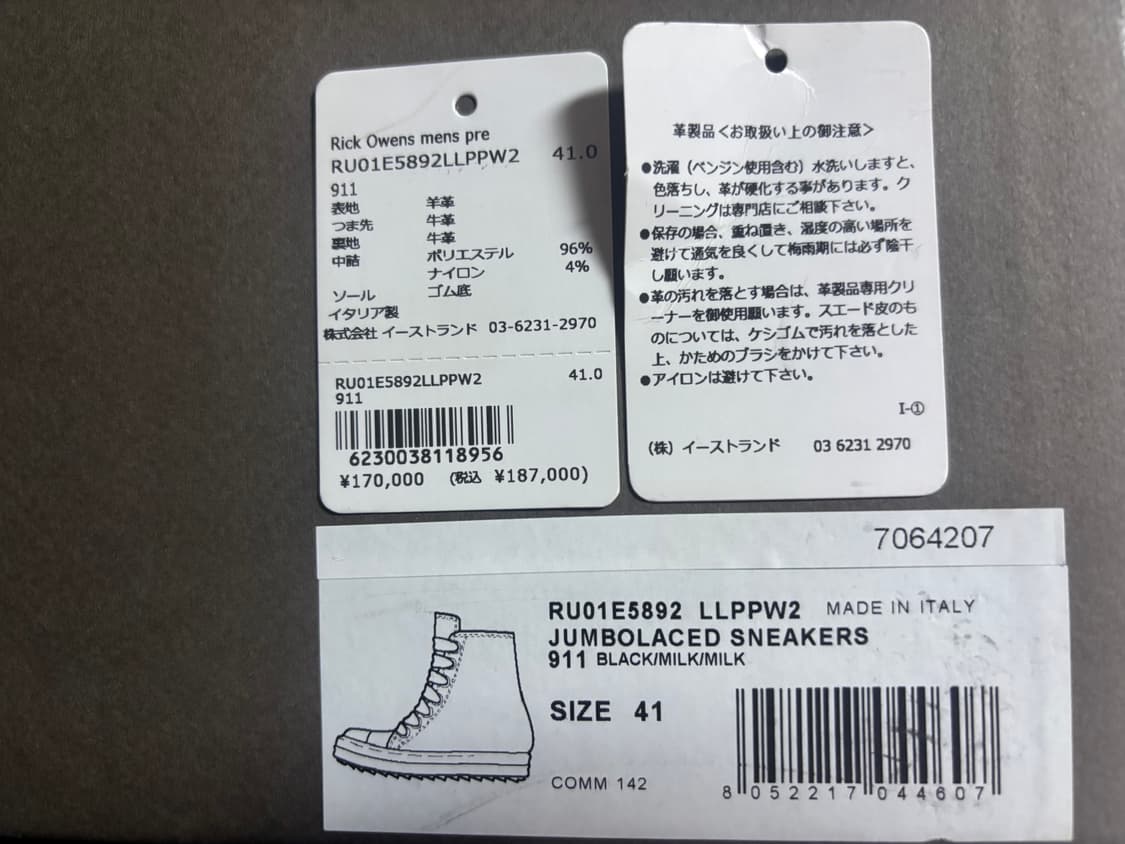 Rick Owens mens pre
RU01E5892LLPPW2 41.0
911
表地 羊革
つま先 牛革
裏地 牛革
中詰 ポリエステル 96%
ナイロン 4%
ソール ゴム底
イタリア製
株式会社 イーストランド 03-6231-2970
RU01E5892LLPPW2 41.0
911
6230038118956
¥170,000 (税込 ¥187,000)
革製品<お取扱い上の御注意>
●洗濯(ベンジン使用含む)水洗いしますと、
色落ちし、革が硬化する事があります。ク
リーニングは専門店にご相談下さい。
●保存の場合、重ね置き、湿度の高い場所を
避けて通気を良くして梅雨期には必ず陰干
し願います。
●革の汚れを落とす場合は、革製品専用クリ
ーナーを御使用願います。スエード皮のも
のについては、ケシゴムで汚れを落とした
上、かためのブラシをかけて下さい。
●アイロンは避けて下さい。
I-①
(株)イーストランド 03 6231 2970
7064207
RU01E5892 LLPPW2 MADE IN ITALY
JUMBOLACED SNEAKERS
911 BLACK/MILK/MILK
SIZE 41
COMM 142
8 052217 044607